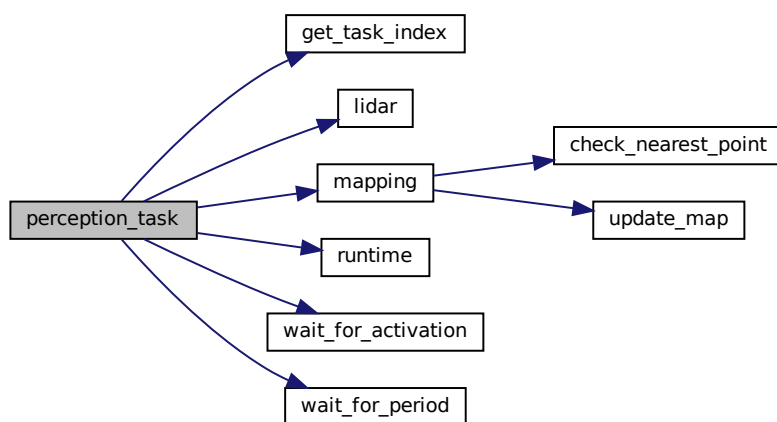 get_task_index
lidar
check_nearest_point
mapping
perception_task
update_map
runtime
wait_for_activation
wait_for_period